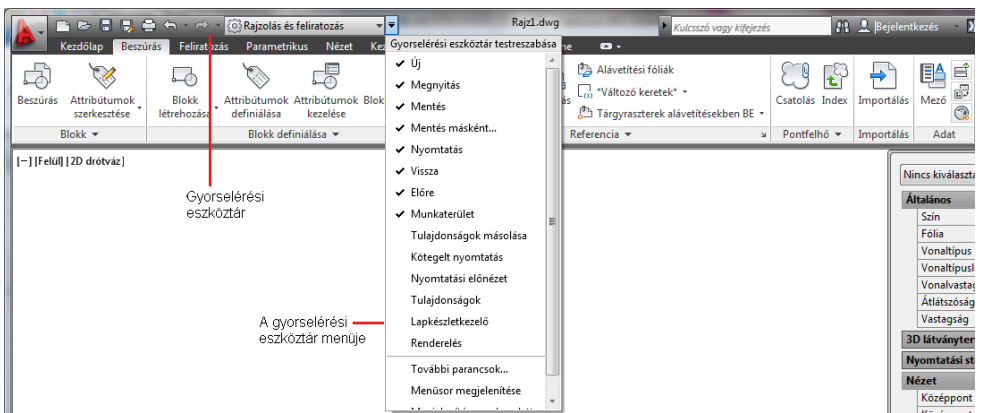 Rajzolás és feliratozás
Rajz1.dwg
Kulcsszó vagy kifejezés
Bejelentkezés
Kezdőlap Beszúrás Feliratozás Parametrikus Nézet
Gyorselérési eszköztár testreszabása
Új
Megnyitás
Mentés
Mentés másként...
Nyomtatás
Vissza
Előre
Munkaterület
Tulajdonságok másolása
Kötegelt nyomtatás
Nyomtatási előnézet
Tulajdonságok
Lapkészletkezelő
Renderelés
További parancsok...
Menüsor megjelenítése
Beszúrás
Attribútumok
szerkesztése
Blokk
létrehozása
Attribútumok
definiálása
Attribútumok
kezelése
Blok
Alávetítési fóliák
*Változó keretek*
Tárgyraszterek alávetítésekben BE
Csatolás Index Importálás Mező
Blokk
Blokk definiálása
Referencia
Pontfelhő
Importálás
Adat
[−] [Felül] [2D drótváz]
Gyorselérési
eszköztár
A gyorselérési
eszköztár menüje
Nincs kiválaszta
Általános
Szín
Fólia
Vonaltípus
Vonaltípusl
Vonalvastag
Átlátszóság
Vastagság
3D látványter
Nyomtatási st
Nézet
Középpont